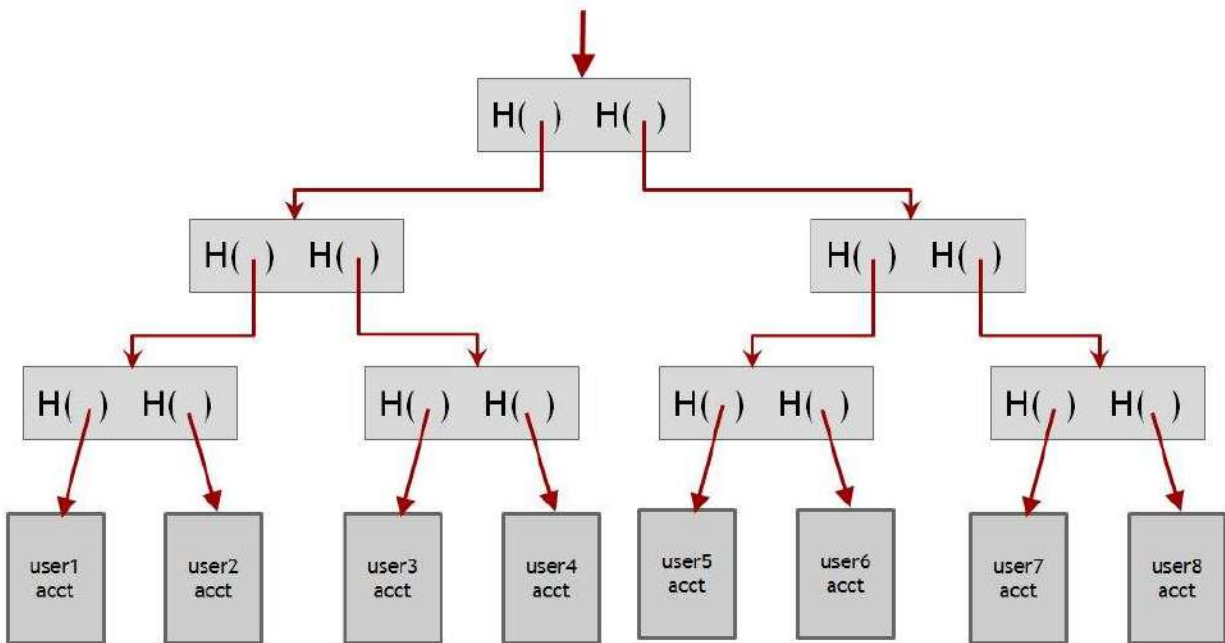 H( ) H( )
H( ) H( )
H( ) H( )
H( ) H( )
H( ) H( )
H( ) H( )
H( ) H( )
user1
acct
user2
acct
user3
acct
user4
acct
user5
acct
user6
acct
user7
acct
user8
acct